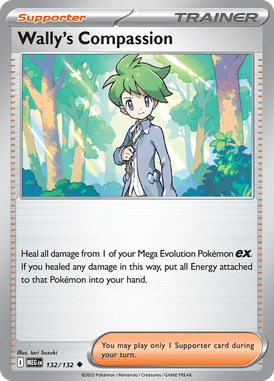 Supporter
TRAINER
Wally's Compassion
Heal all damage from 1 of your Mega Evolution Pokémon ex.
If you healed any damage in this way, put all Energy attached
to that Pokémon into your hand.
Illus. Iori Suzuki
You may play only 1 Supporter card during
your turn.
I MEG EN 132/132
©2025 Pokémon / Nintendo / Creatures / GAME FREAK